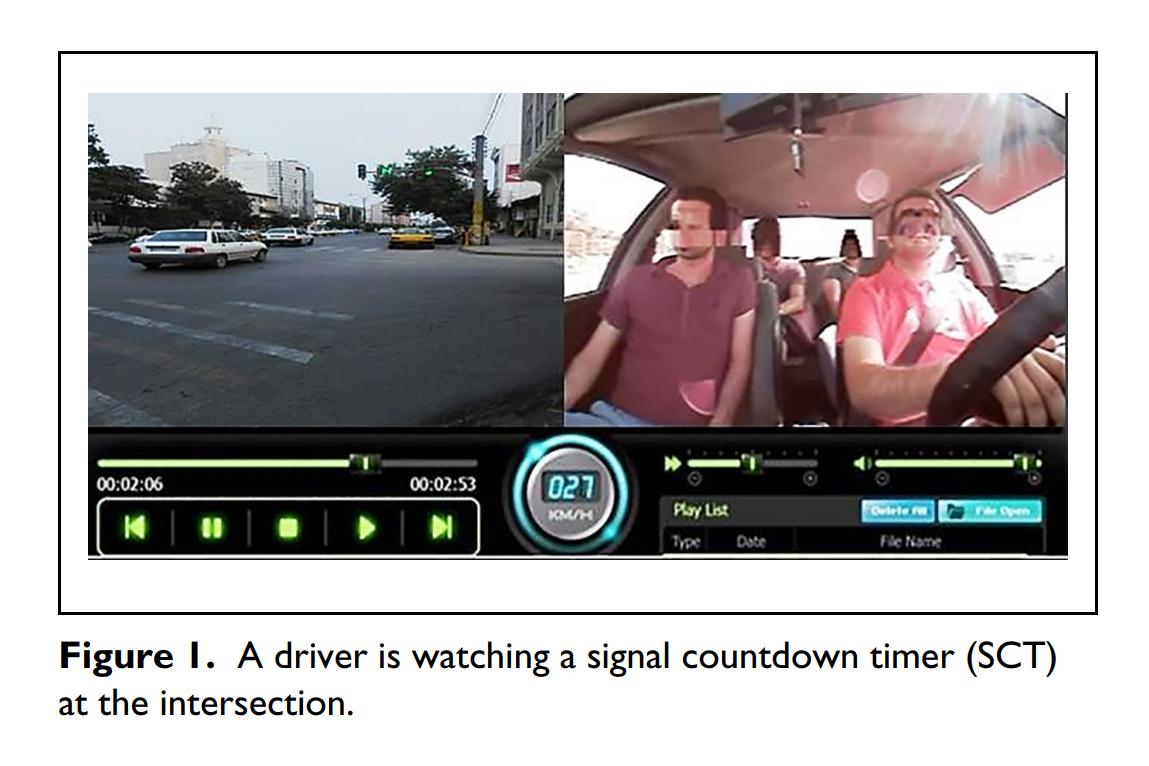 00:02:06
00:02:53
027
KM/H
Play List
Delete All
File Open
Type
Date
File Name
Figure 1. A driver is watching a signal countdown timer (SCT)
at the intersection.